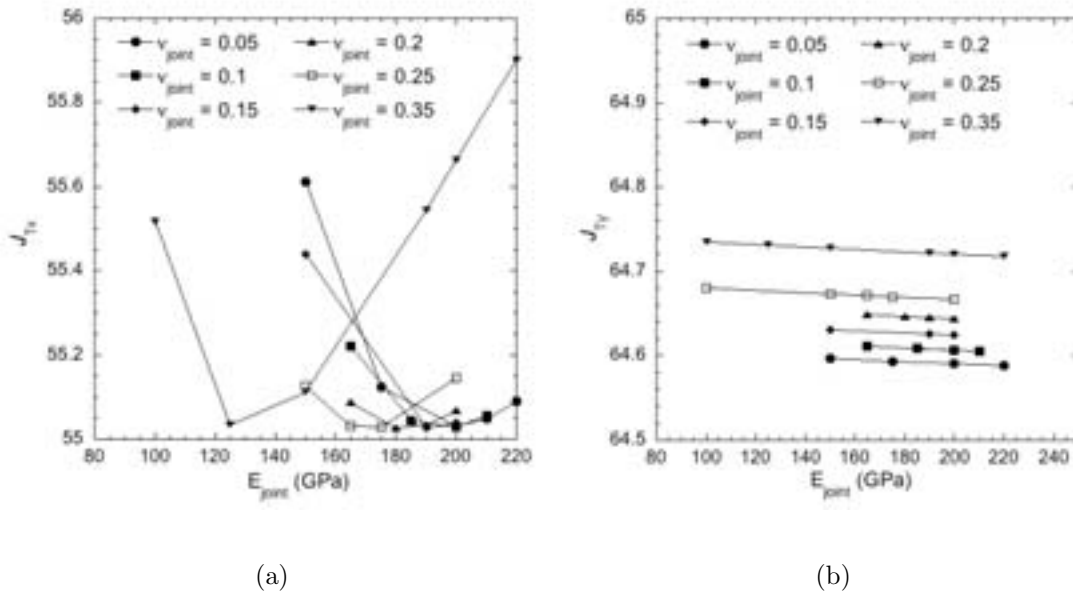 56
55.8
55.6
55.4
55.2
55
J_Tx
v_joint = 0.05
v_joint = 0.2
v_joint = 0.1
v_joint = 0.25
v_joint = 0.15
v_joint = 0.35
80 100 120 140 160 180 200 220
E_joint (GPa)
(a)
65
64.9
64.8
64.7
64.6
64.5
J_Ty
v_joint = 0.05
v_joint = 0.2
v_joint = 0.1
v_joint = 0.25
v_joint = 0.15
v_joint = 0.35
80 100 120 140 160 180 200 220 240
E_joint (GPa)
(b)